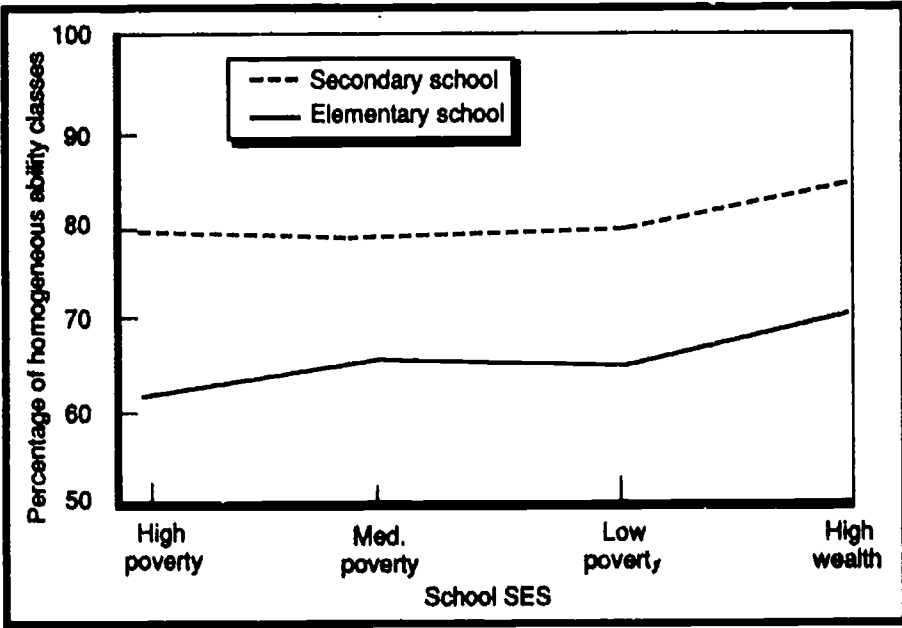 Percentage of homogeneous ability classes
100
90
80
70
60
50
Secondary school
Elementary school
High poverty
Med. poverty
Low poverty
High wealth
School SES